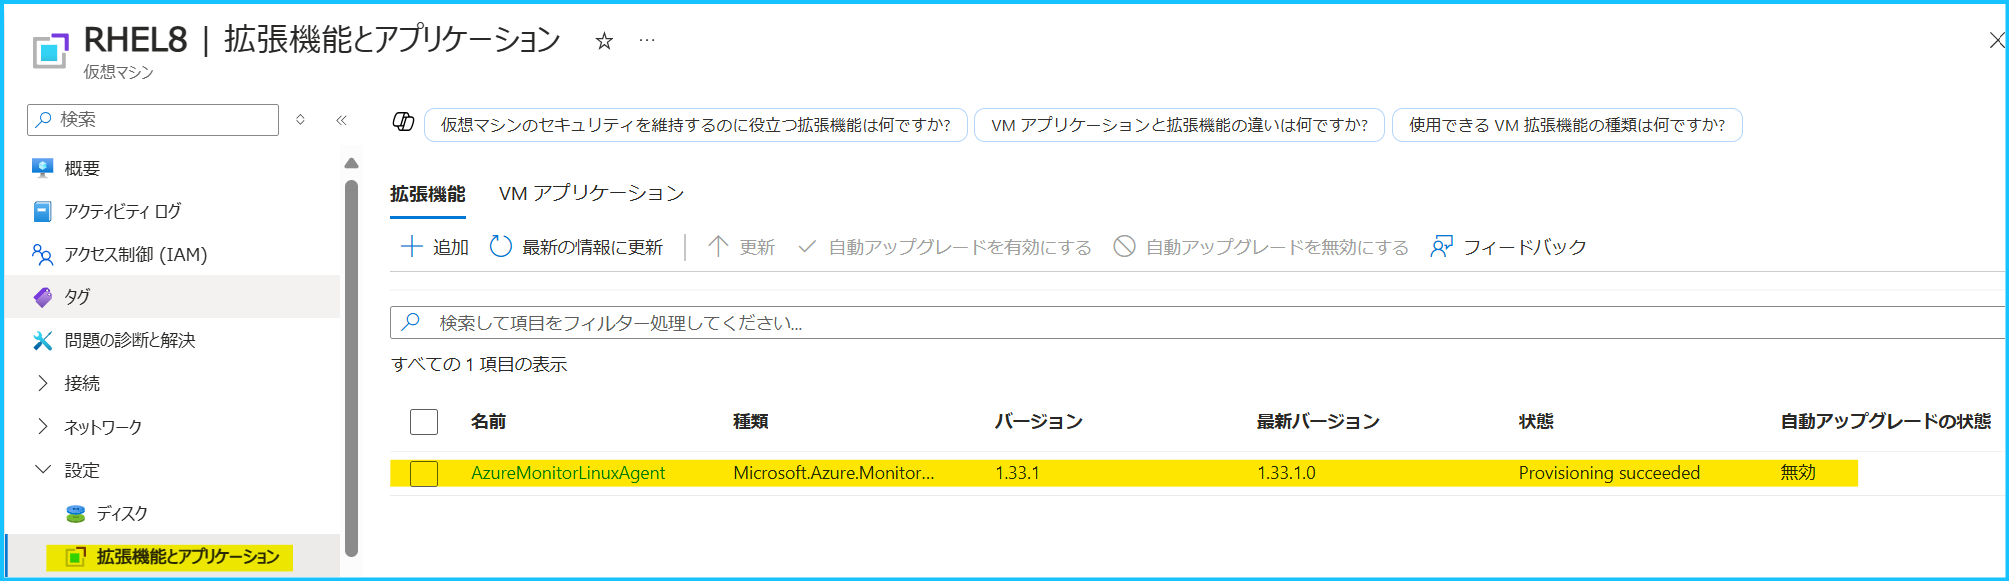 RHEL8 | 拡張機能とアプリケーション ☆ …
仮想マシン
検索
仮想マシンのセキュリティを維持するのに役立つ拡張機能は何ですか?
VM アプリケーションと拡張機能の違いは何ですか?
使用できる VM 拡張機能の種類は何ですか?
概要
アクティビティ ログ
アクセス制御 (IAM)
タグ
問題の診断と解決
接続
ネットワーク
設定
ディスク
拡張機能とアプリケーション
拡張機能 VM アプリケーション
追加 最新の情報に更新 更新 自動アップグレードを有効にする 自動アップグレードを無効にする フィードバック
検索して項目をフィルター処理してください...
すべての 1 項目の表示
名前 種類 バージョン 最新バージョン 状態 自動アップグレードの状態
AzureMonitorLinuxAgent Microsoft.Azure.Monitor... 1.33.1 1.33.1.0 Provisioning succeeded 無効